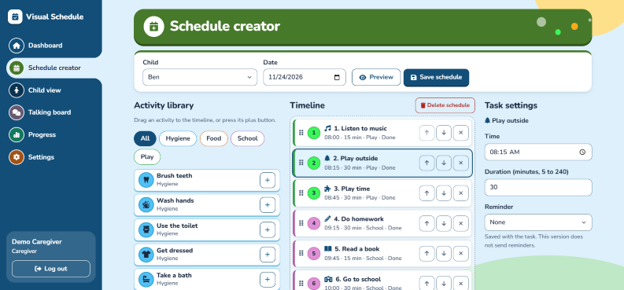 Visual Schedule
Dashboard
Schedule creator
Child view
Talking board
Progress
Settings
Demo Caregiver
Caregiver
Log out
Schedule creator
Child
Ben
Date
11/24/2026
Preview
Save schedule
Activity library
Drag an activity to the timeline, or press its plus button.
All
Hygiene
Food
School
Play
Brush teeth
Hygiene
Wash hands
Hygiene
Use the toilet
Hygiene
Get dressed
Hygiene
Take a bath
Hygiene
Timeline
Delete schedule
1 1. Listen to music
08:00 · 15 min · Play · Done
2 2. Play outside
08:15 · 30 min · Play · Done
3 3. Play time
08:45 · 30 min · Play · Done
4 4. Do homework
09:15 · 30 min · School · Done
5 5. Read a book
09:45 · 15 min · School · Done
6 6. Go to school
10:00 · 30 min · School · Done
Task settings
Play outside
Time
08:15 AM
Duration (minutes, 5 to 240)
30
Reminder
None
Saved with the task. This version does
not send reminders.